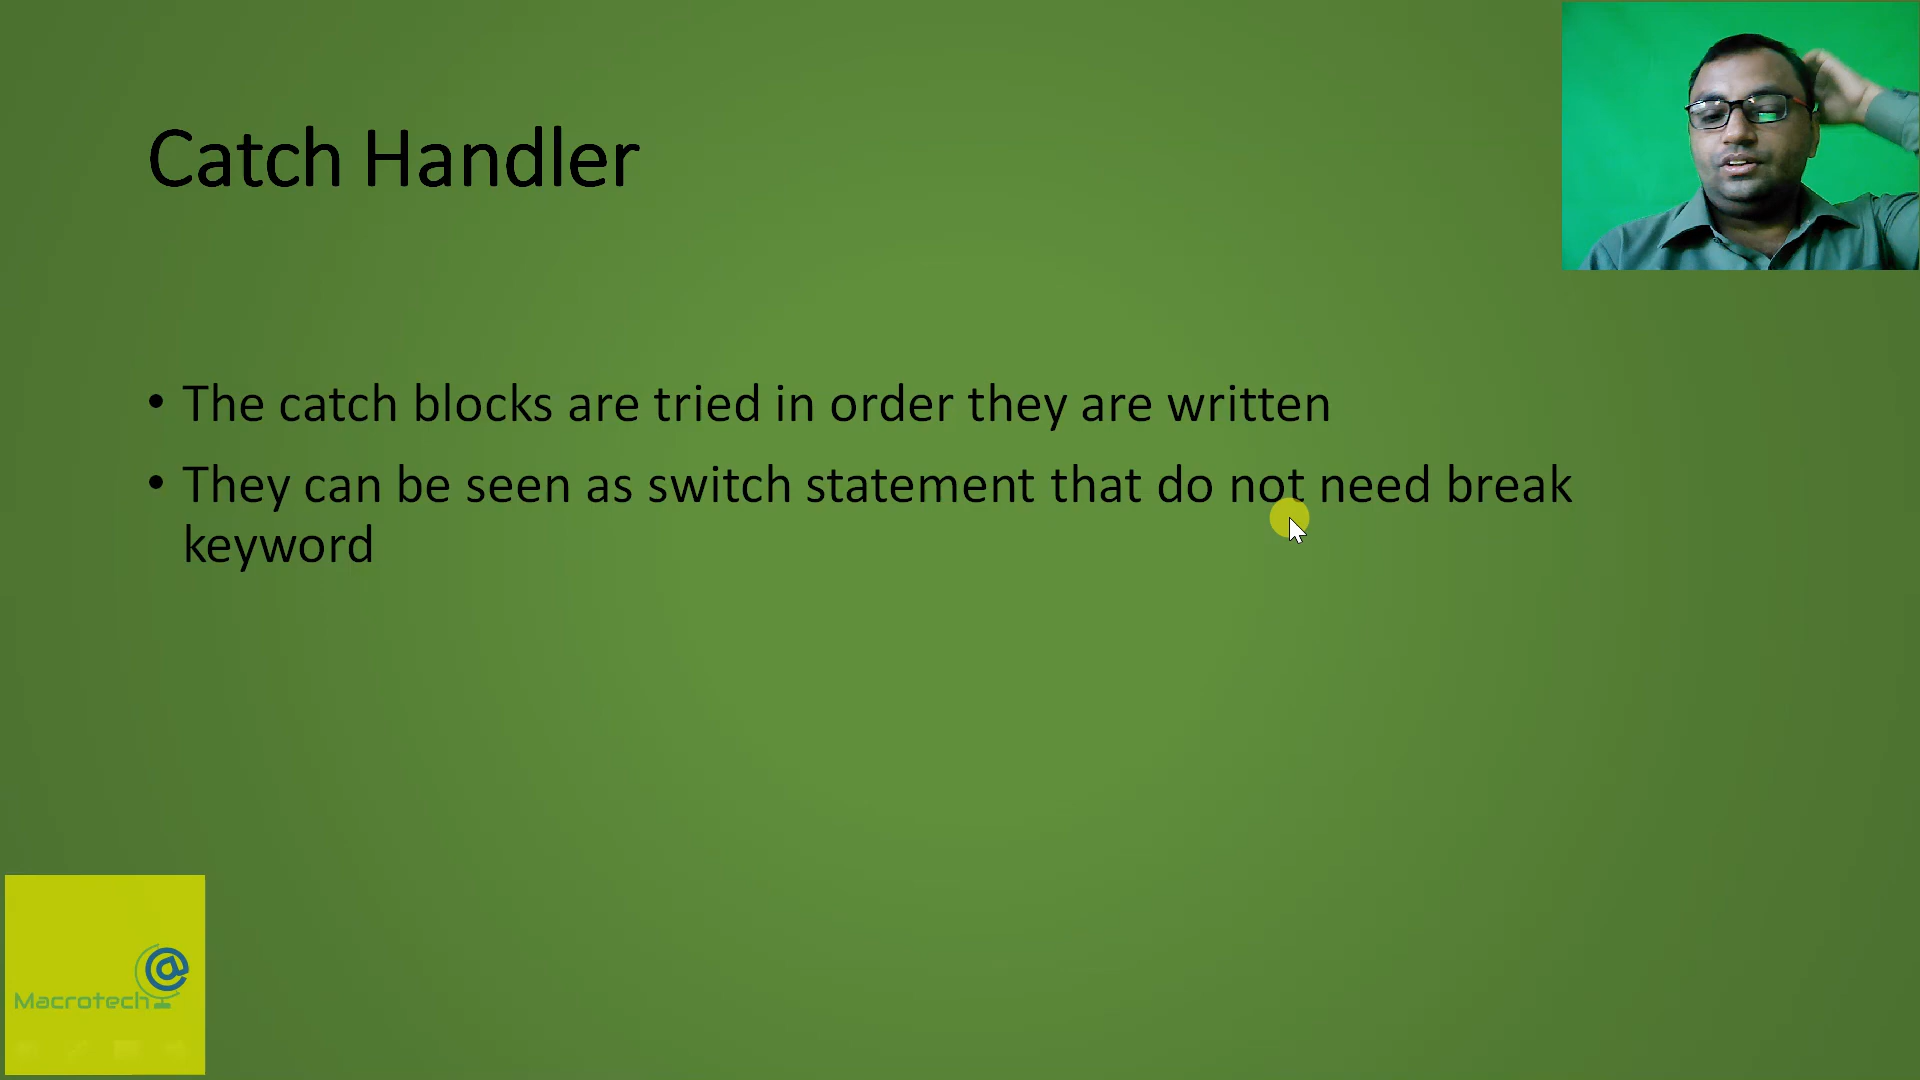 Catch Handler
• The catch blocks are tried in order they are written
• They can be seen as switch statement that do not need break
keyword
@
Macrotech